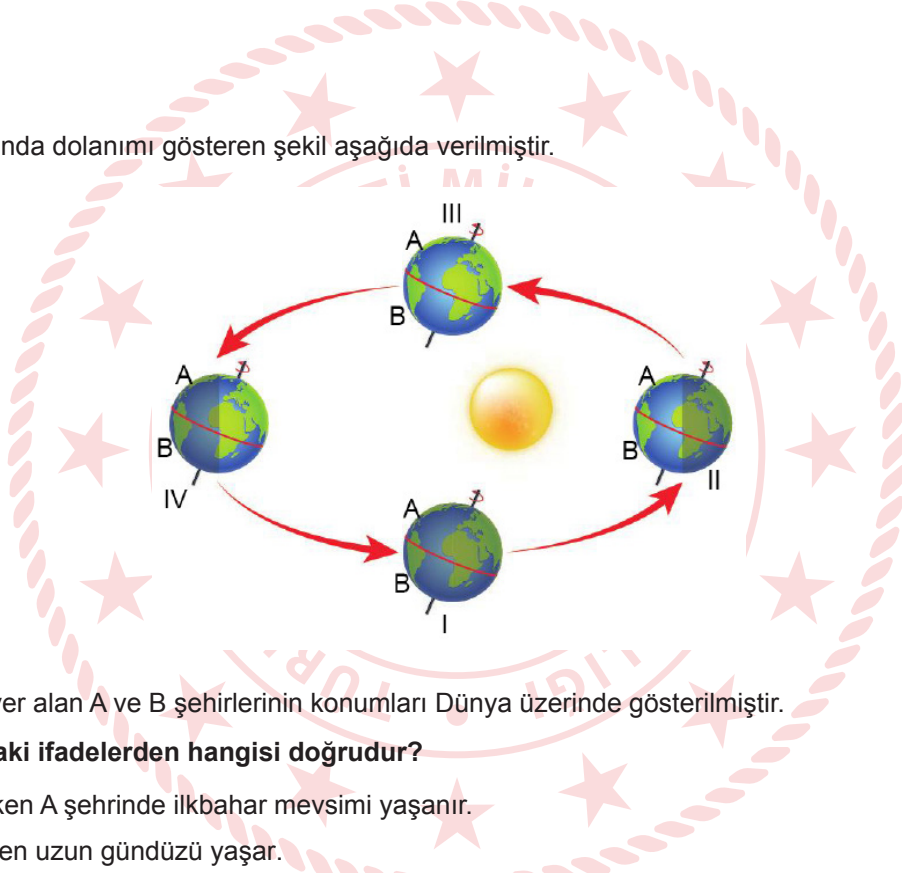 nda dolanımı gösteren şekil aşağıda verilmiştir.
III
A
B
A
B
IV
A
B
II
A
B
I
er alan A ve B şehirlerinin konumları Dünya üzerinde gösterilmiştir.
aki ifadelerden hangisi doğrudur?
ken A şehrinde ilkbahar mevsimi yaşanır.
en uzun gündüzü yaşar.